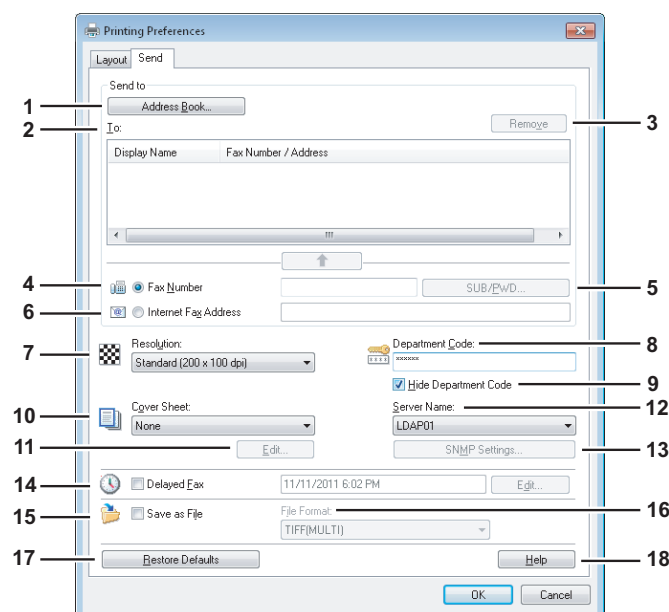 Printing Preferences
Layout Send
Send to
1 Address Book...
2 To:
Remove 3
Display Name Fax Number / Address
4 Fax Number SUB/PWD... 5
6 Internet Fax Address
7 Resolution:
Standard (200 x 100 dpi)
Department Code: 8
xxxxxx
Hide Department Code 9
10 Cover Sheet:
None
Server Name: 12
LDAP01
11 Edit...
SNMP Settings... 13
14 Delayed Fax 11/11/2011 6:02 PM Edit...
15 Save as File
File Format: 16
TIFF(MULTI)
17 Restore Defaults Help 18
OK Cancel